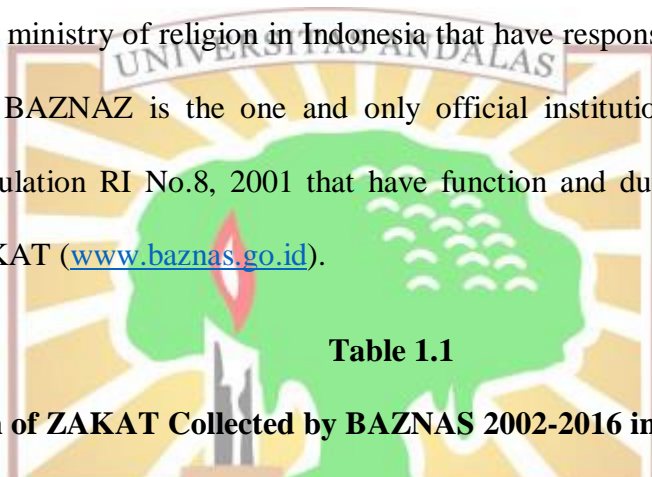 ministry of religion in Indonesia that have respons
UNIVERSITAS ANDALAS
BAZNAZ is the one and only official institutio
ulation RI No.8, 2001 that have function and du
KAT (www.baznas.go.id).
Table 1.1
of ZAKAT Collected by BAZNAS 2002-2016 in